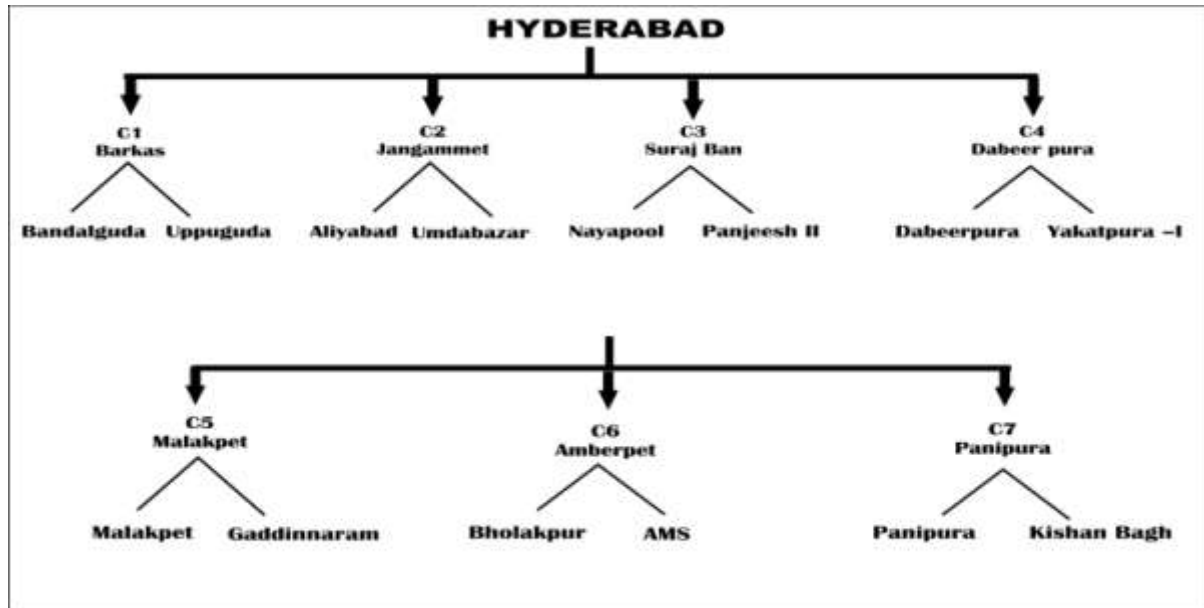 HYDERABAD
C1
Barkas
C2
Jangammet
C3
Suraj Ban
C4
Dabeer pura
Bandalguda Uppuguda
Aliyabad Umdabazar
Nayapool Panjeesh II
Dabeerpura Yakatpura –I
C5
Malakpet
C6
Amberpet
C7
Panipura
Malakpet Gaddinnaram
Bholakpur AMS
Panipura Kishan Bagh